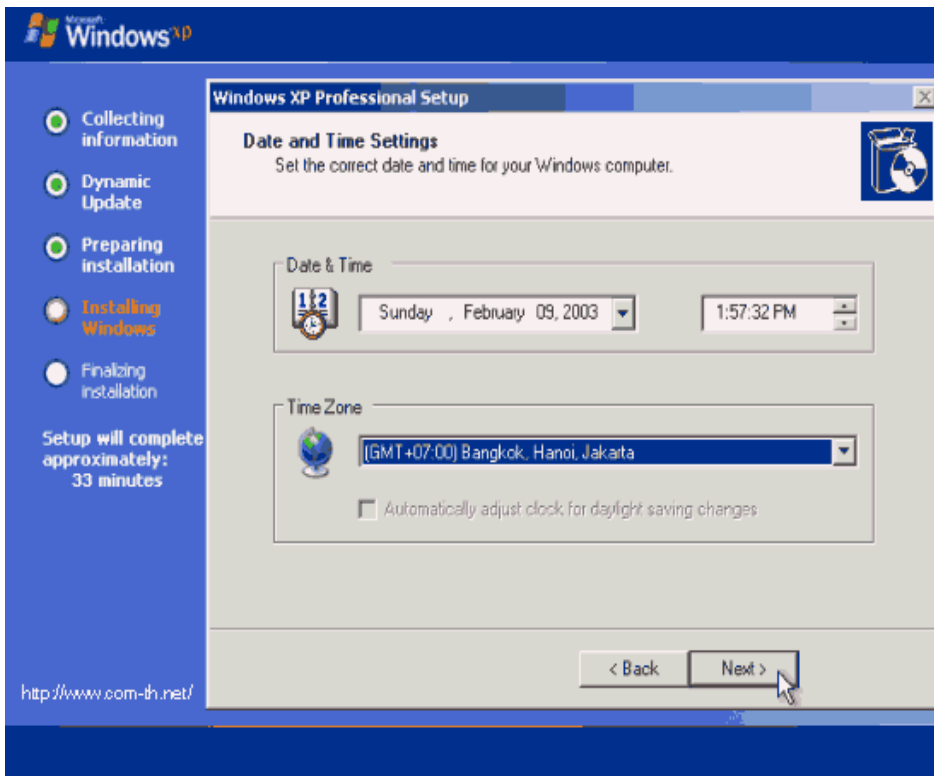 Microsoft
Windows xp
Collecting
information
Dynamic
Update
Preparing
installation
Installing
Windows
Finalizing
installation
Setup will complete
approximately:
33 minutes
http://www.com-th.net/
Windows XP Professional Setup
Date and Time Settings
Set the correct date and time for your Windows computer.
Date & Time
12
Sunday , February 09, 2003
1:57:32 PM
Time Zone
(GMT+07:00) Bangkok, Hanoi, Jakarta
Automatically adjust clock for daylight saving changes
< Back
Next >